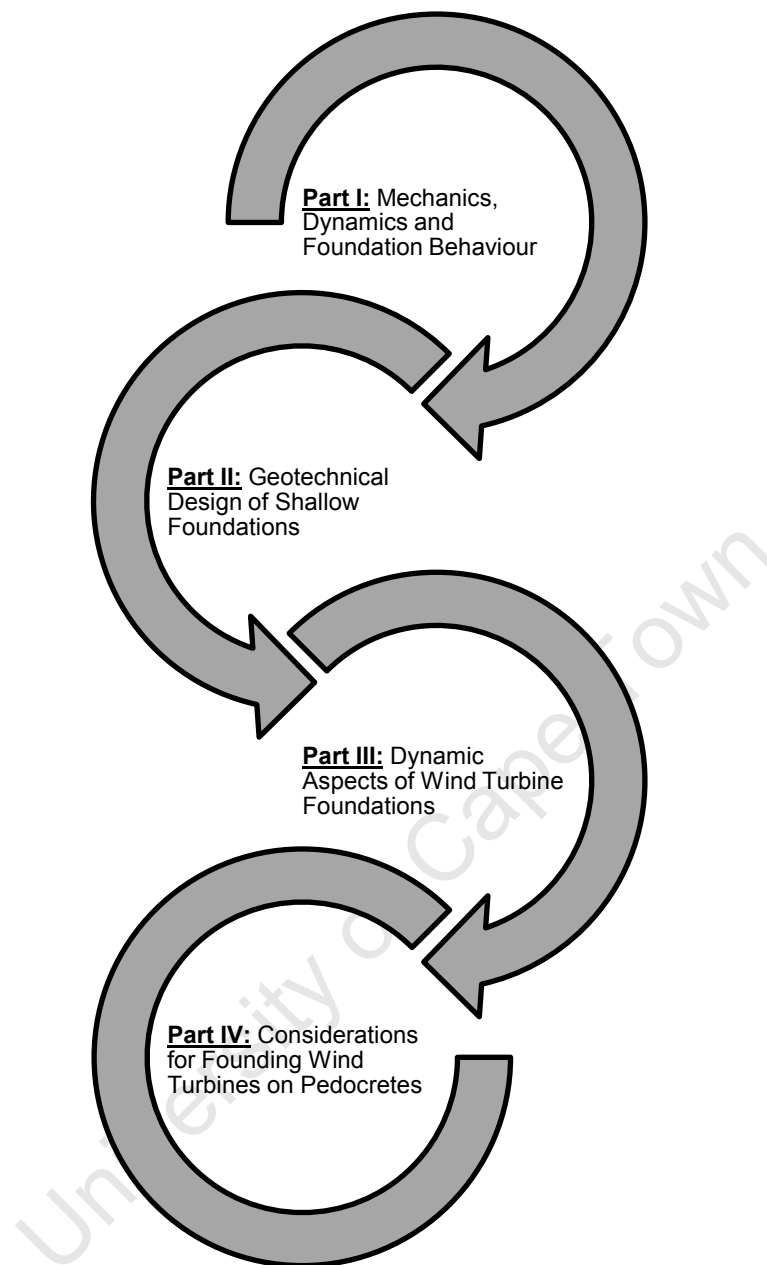 Part I: Mechanics,
Dynamics and
Foundation Behaviour
Part II: Geotechnical
Design of Shallow
Foundations
Part III: Dynamic
Aspects of Wind Turbine
Foundations
Part IV: Considerations
for Founding Wind
Turbines on Pedocretes
University of Cape Town